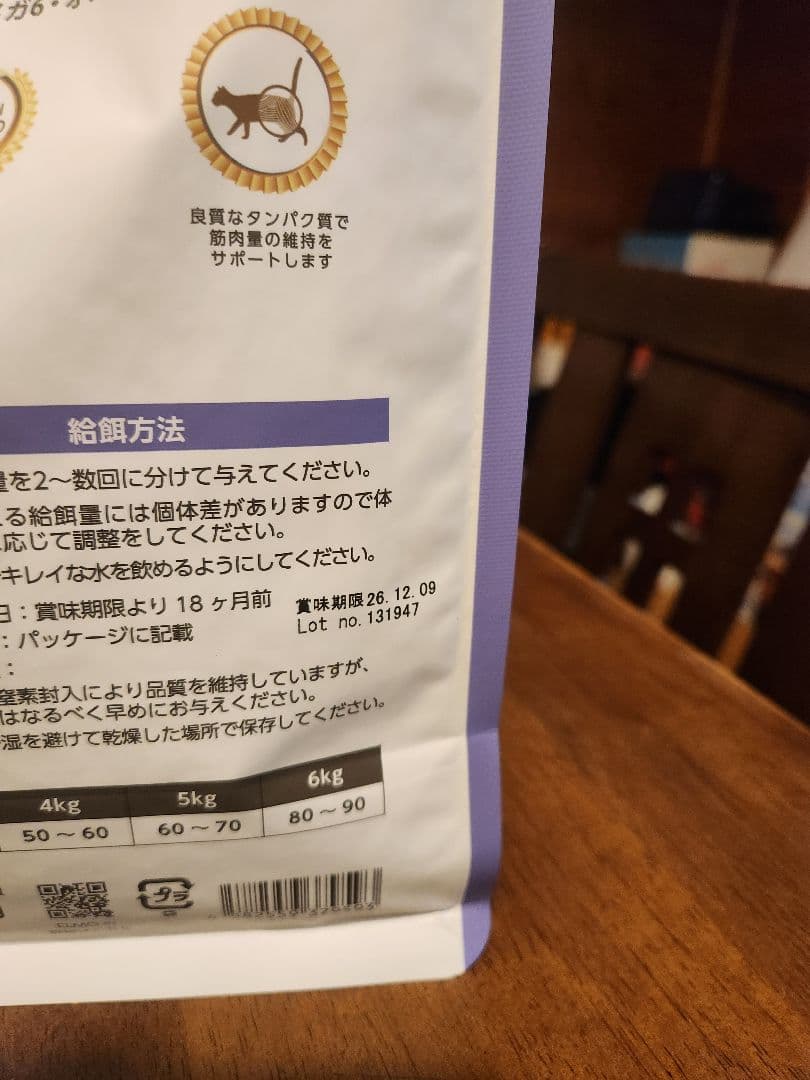 ガ6・オ
良質なタンパク質で
筋肉量の維持を
サポートします
給餌方法
量を2～数回に分けて与えてください。
る給餌量には個体差がありますので体
応じて調整をしてください。
キレイな水を飲めるようにしてください。
日：賞味期限より 18 ヶ月前
賞味期限26.12.09
：パッケージに記載
Lot no.131947
：
窒素封入により品質を維持していますが、
はなるべく早めにお与えください。
湿を避けて乾燥した場所で保存してください。
4kg 5kg 6kg
50～60 60～70 80～90
プラ